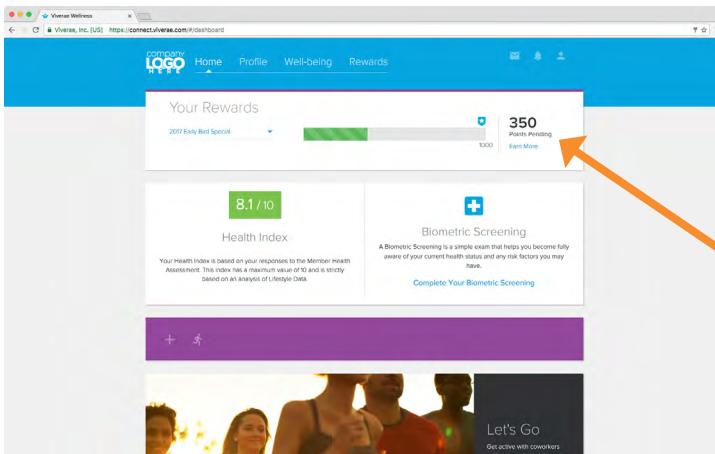 Viverae Wellness
Viverae, Inc. [US] https://connect.viverae.com/#/dashboard
company
LOGO
HERE
Home Profile Well-being Rewards
Your Rewards
2017 Early Bird Special
1000
350
Points Pending
Earn More
8.1 / 10
Health Index
Your Health Index is based on your responses to the Member Health
Assessment. This index has a maximum value of 10 and is strictly
based on an analysis of Lifestyle Data.
Biometric Screening
A Biometric Screening is a simple exam that helps you become fully
aware of your current health status and any risk factors you may
have.
Complete Your Biometric Screening
Let's Go
Get active with coworkers